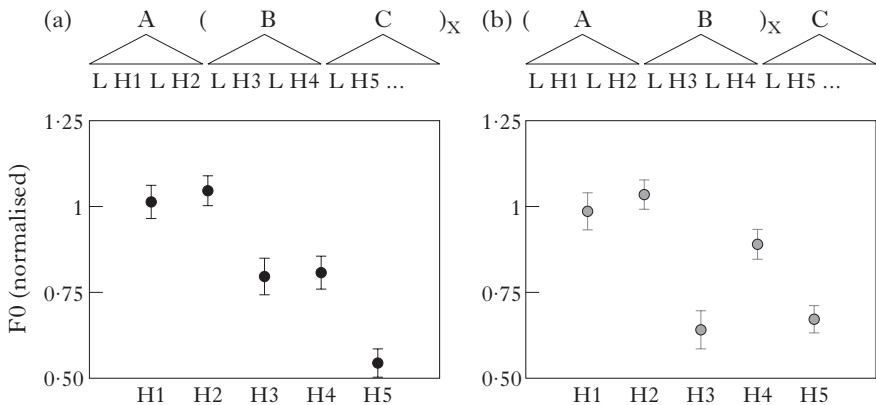 (a) A ( B C )X
L H1 L H2 L H3 L H4 L H5 ...
F0 (normalised)
1·25
1
0·75
0·50
H1 H2 H3 H4 H5
(b) ( A B )X C
L H1 L H2 L H3 L H4 L H5 ...
1·25
1
0·75
0·50
H1 H2 H3 H4 H5